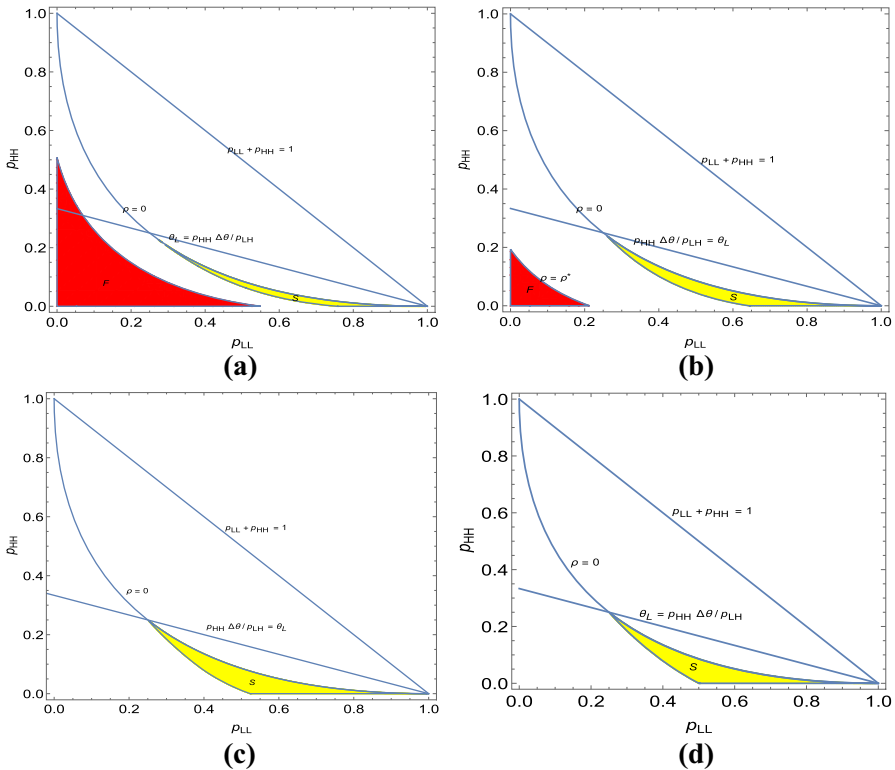 1.0
0.8
0.6
0.4
0.2
0.0
p_HH
p_LL + p_HH = 1
ρ = 0
θ_L = p_HH Δθ / p_LH
F
S
0.0 0.2 0.4 0.6 0.8 1.0
p_LL
(a)
1.0
0.8
0.6
0.4
0.2
0.0
p_HH
p_LL + p_HH = 1
ρ = 0
p_HH Δθ / p_LH = θ_L
ρ = ρ*
F
S
0.0 0.2 0.4 0.6 0.8 1.0
p_LL
(b)
1.0
0.8
0.6
0.4
0.2
0.0
p_HH
p_LL + p_HH = 1
ρ = 0
p_HH Δθ / p_LH = θ_L
S
0.0 0.2 0.4 0.6 0.8 1.0
p_LL
(c)
1.0
0.8
0.6
0.4
0.2
0.0
p_HH
p_LL + p_HH = 1
ρ = 0
θ_L = p_HH Δθ / p_LH
S
0.0 0.2 0.4 0.6 0.8 1.0
p_LL
(d)